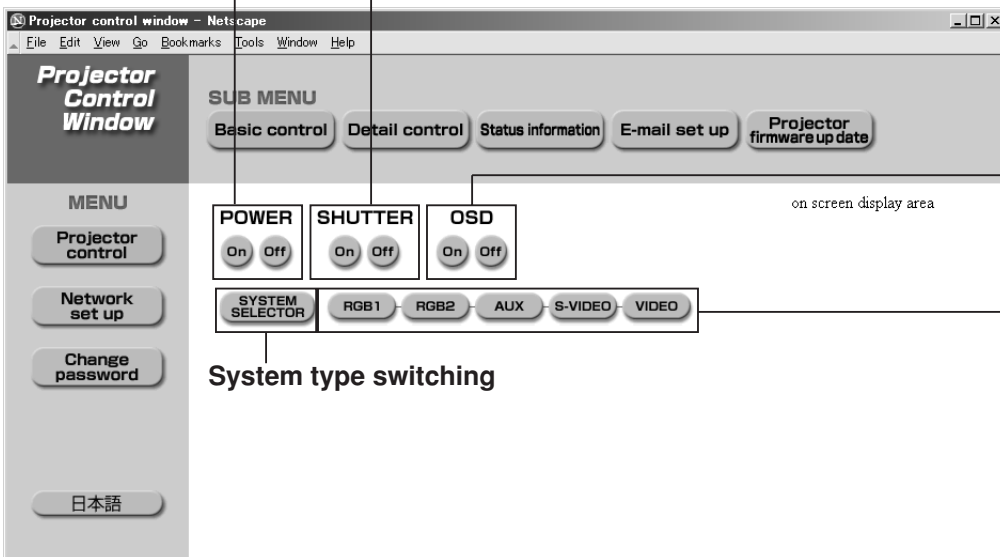 Projector control window - Netscape
File Edit View Go Bookmarks Tools Window Help
Projector
Control
Window
SUB MENU
Basic control Detail control Status information E-mail set up Projector firmware up date
MENU
Projector
control
Network
set up
Change
password
日本語
POWER SHUTTER OSD
On Off On Off On Off
on screen display area
SYSTEM
SELECTOR
RGB1 RGB2 AUX S-VIDEO VIDEO
System type switching